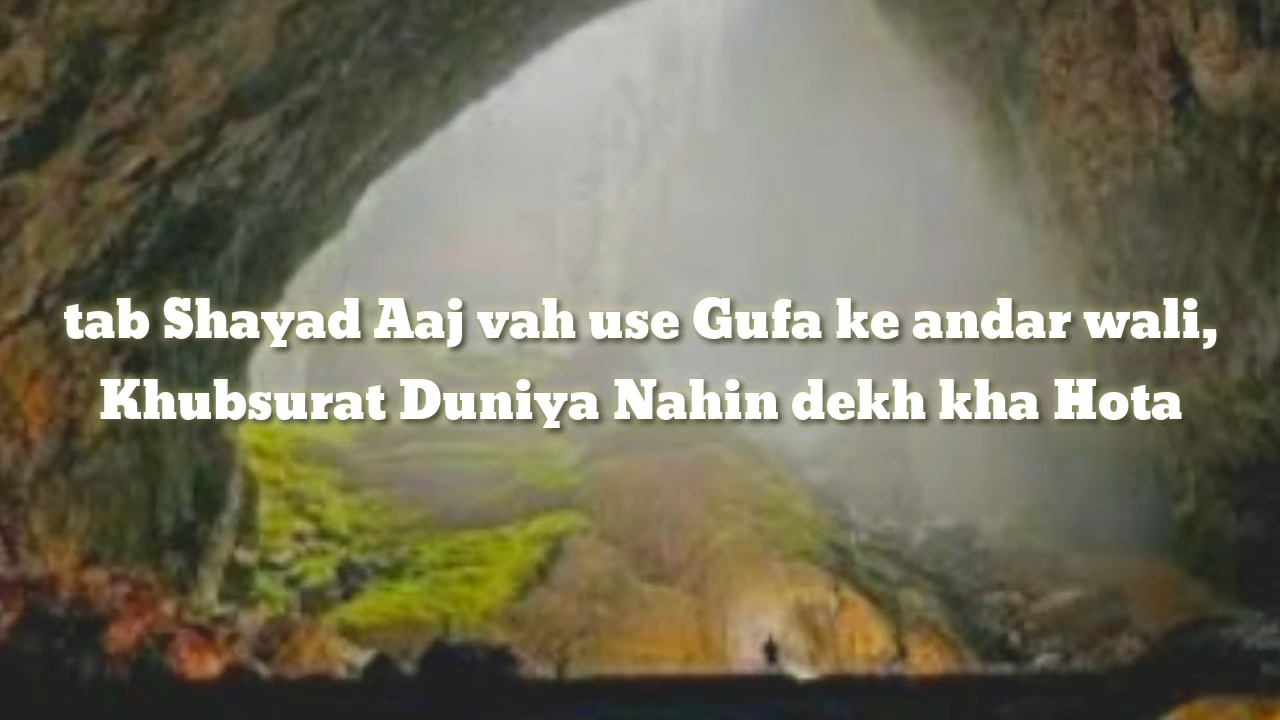 tab Shayad Aaj vah use Gufa ke andar wali,
Khubsurat Duniya Nahin dekh kha Hota